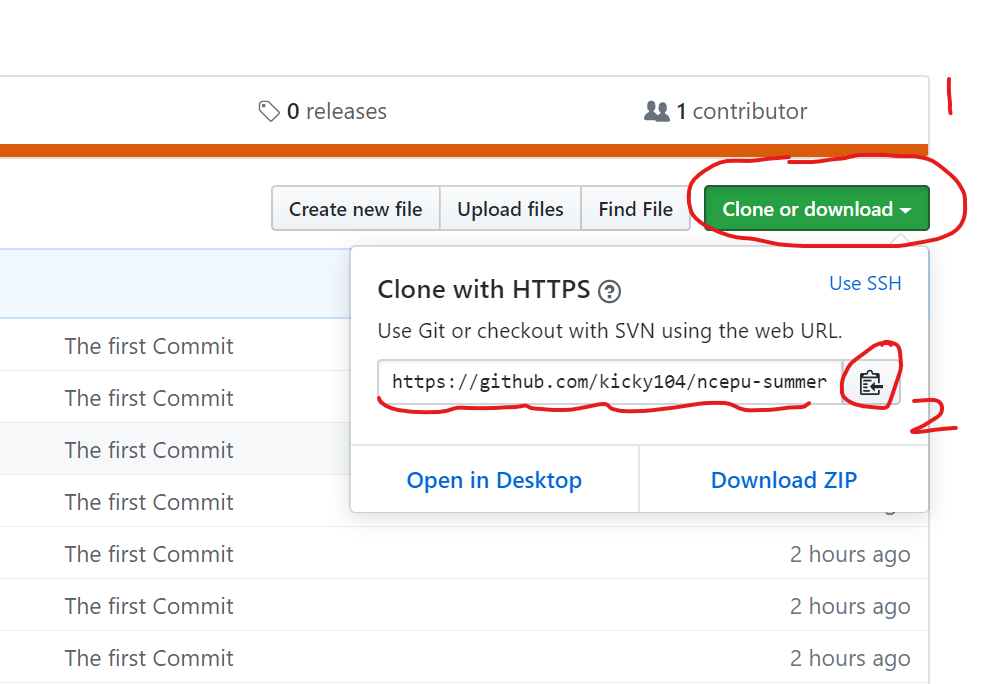 0 releases
1 contributor
1
Create new file
Upload files
Find File
Clone or download
Clone with HTTPS ?
Use SSH
Use Git or checkout with SVN using the web URL.
https://github.com/kicky104/ncepu-summer
2
Open in Desktop
Download ZIP
The first Commit
The first Commit
The first Commit
The first Commit
The first Commit
2 hours ago
The first Commit
2 hours ago
The first Commit
2 hours ago